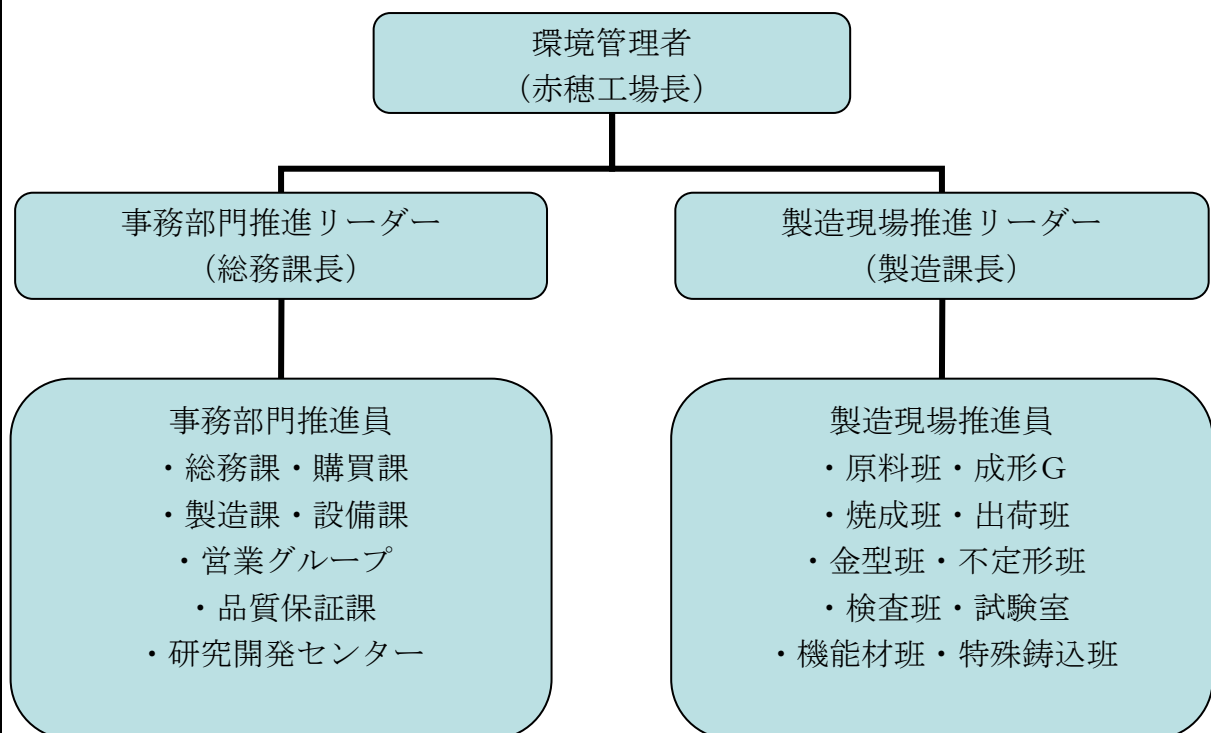 環境管理者
（赤穂工場長）
事務部門推進リーダー
（総務課長）
製造現場推進リーダー
（製造課長）
事務部門推進員
・総務課・購買課
・製造課・設備課
・営業グループ
・品質保証課
・研究開発センター
製造現場推進員
・原料班・成形Ｇ
・焼成班・出荷班
・金型班・不定形班
・検査班・試験室
・機能材班・特殊鋳込班